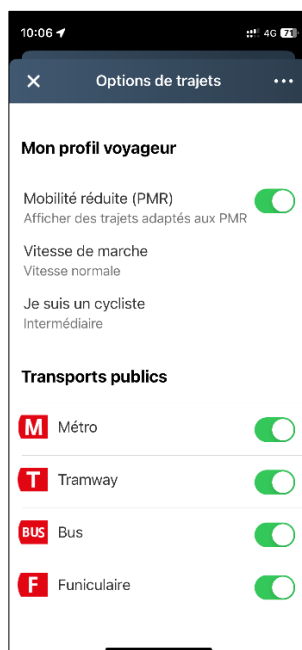 10:06 4G 71
Options de trajets
Mon profil voyageur
Mobilité réduite (PMR)
Afficher des trajets adaptés aux PMR
Vitesse de marche
Vitesse normale
Je suis un cycliste
Intermédiaire
Transports publics
M Métro
T Tramway
BUS Bus
F Funiculaire